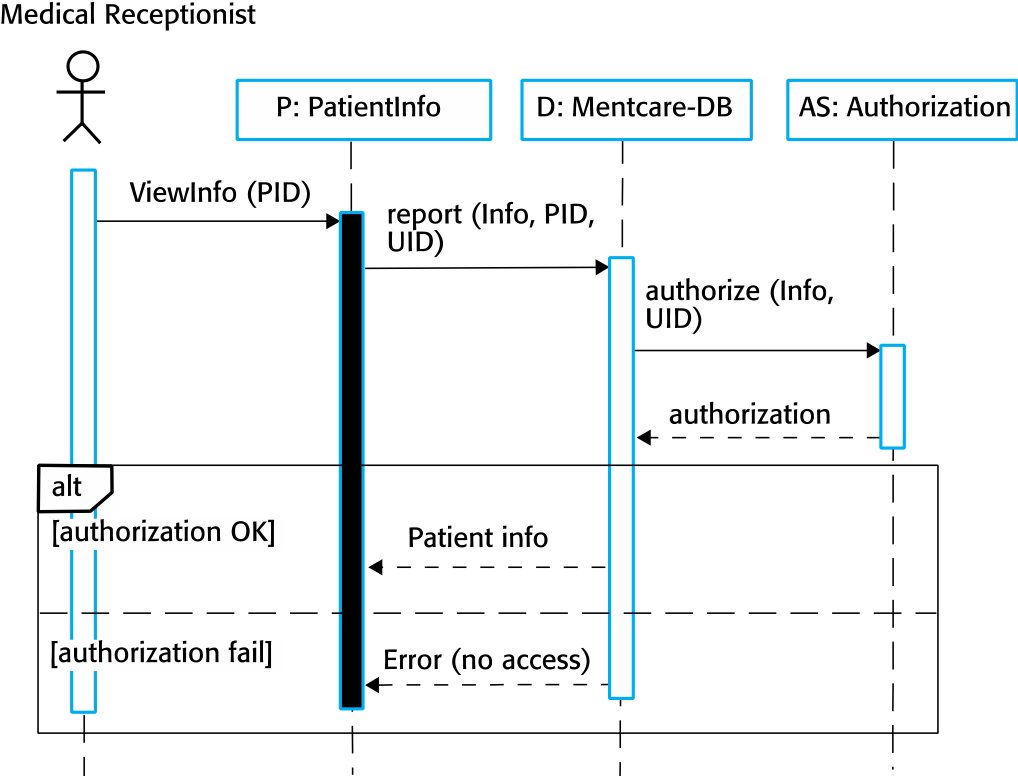 Medical Receptionist
P: PatientInfo
D: Mentcare-DB
AS: Authorization
ViewInfo (PID)
report (Info, PID,
UID)
authorize (Info,
UID)
authorization
alt
[authorization OK]
Patient info
[authorization fail]
Error (no access)